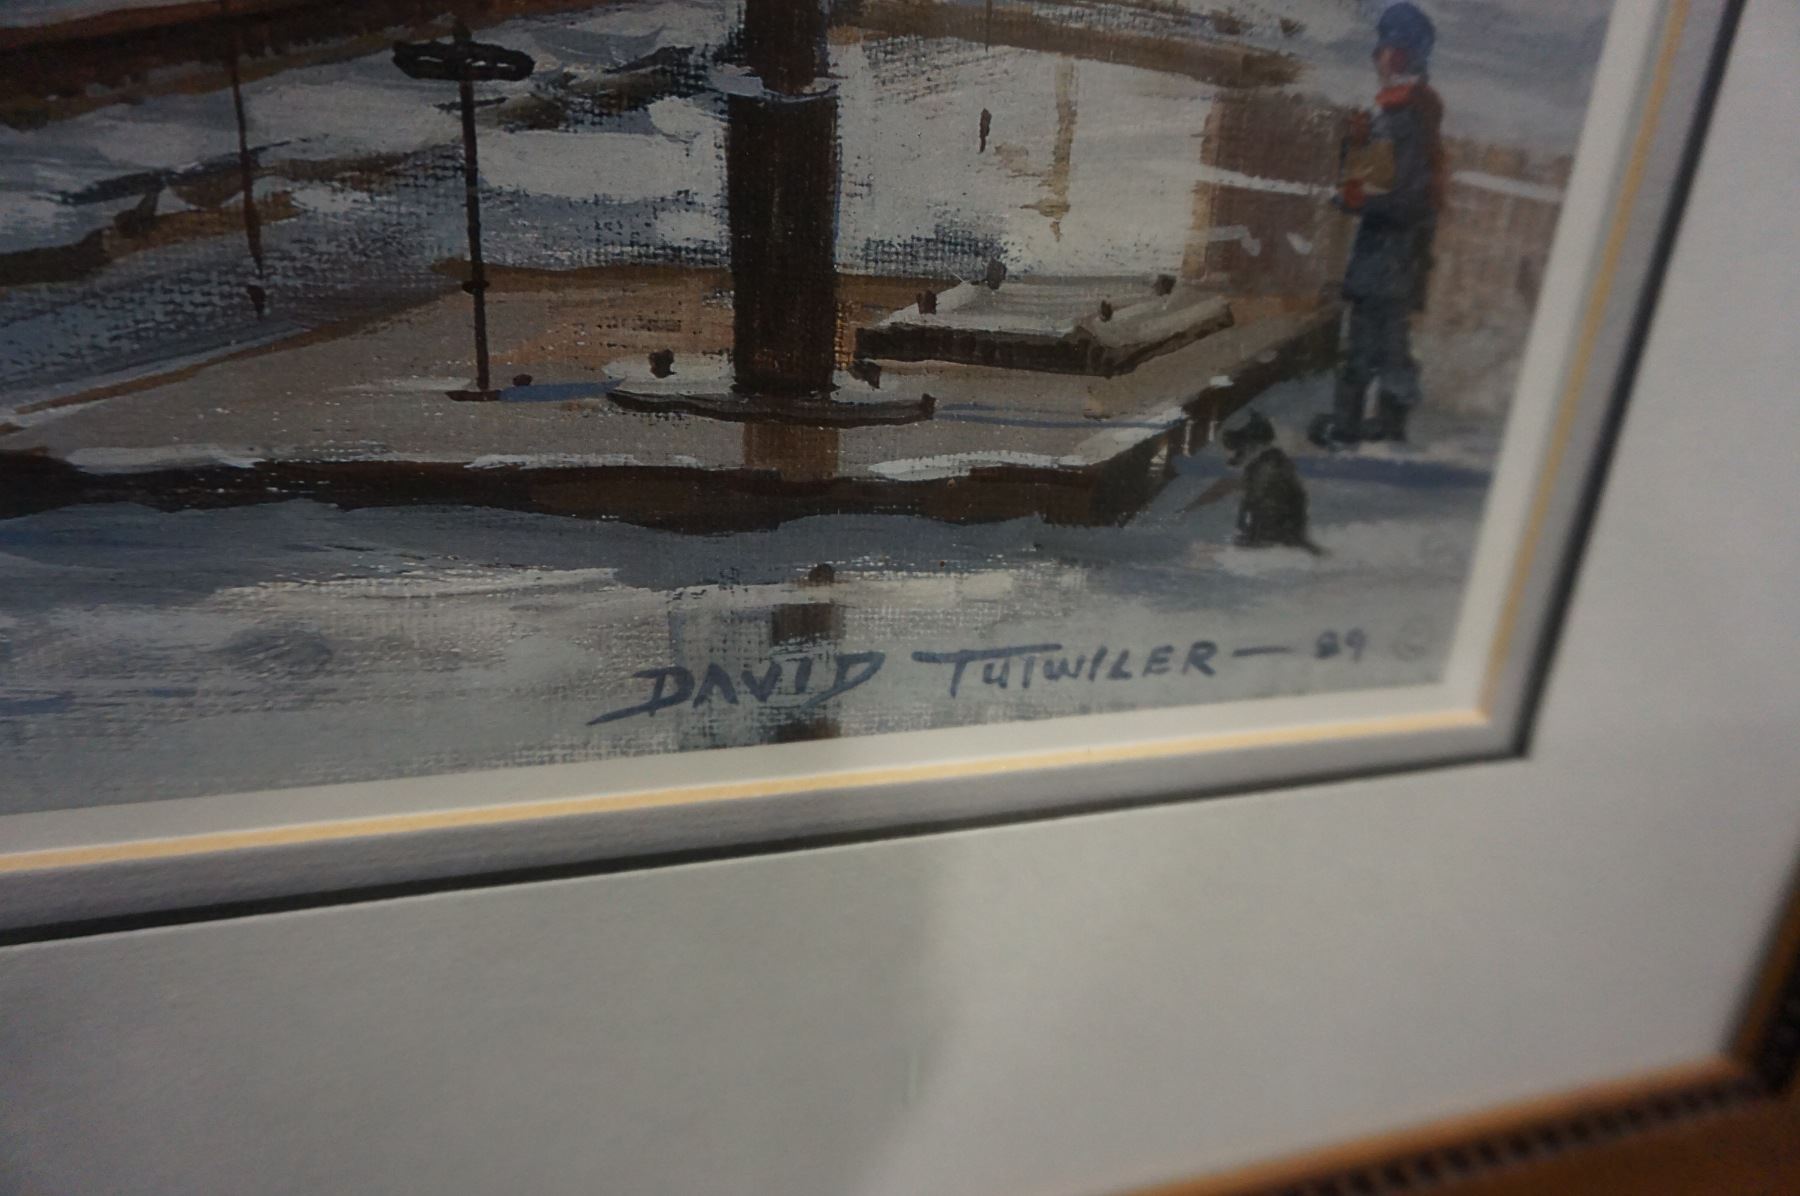 DAVID TUTWILER — 89 ©